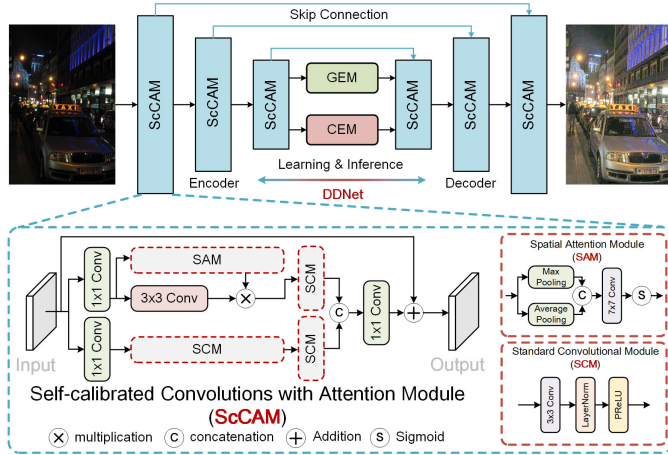 Skip Connection
ScCAM
ScCAM
ScCAM
GEM
CEM
ScCAM
ScCAM
ScCAM
TAXI
Learning & Inference
Encoder
DDNet
Decoder
1x1 Conv
SAM
3x3 Conv
SCM
1x1 Conv
SCM
SCM
C
1x1 Conv
Input
Output
Spatial Attention Module
(SAM)
Max
Pooling
Average
Pooling
C
7x7 Conv
S
Standard Convolutional Module
(SCM)
3x3 Conv
LayerNorm
PReLU
Self-calibrated Convolutions with Attention Module
(ScCAM)
multiplication
C concatenation
Addition
S Sigmoid